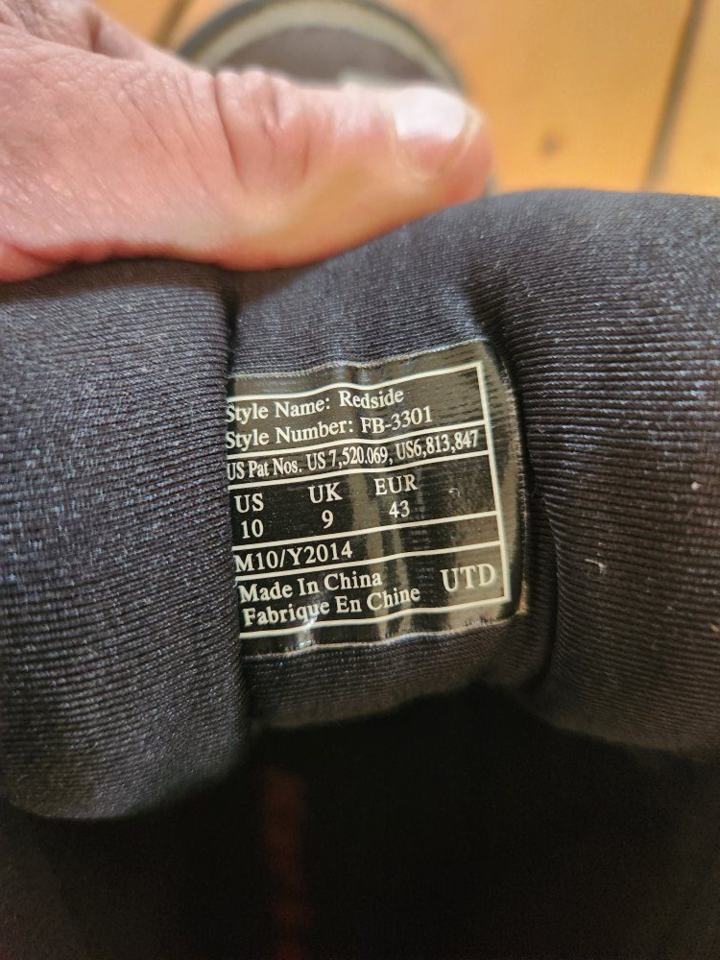 Style Name: Redside
Style Number: FB-3301
US Pat Nos. US 7,520.069, US6,813,847
US UK EUR
10 9 43
M10/Y2014
Made In China
Fabrique En Chine UTD